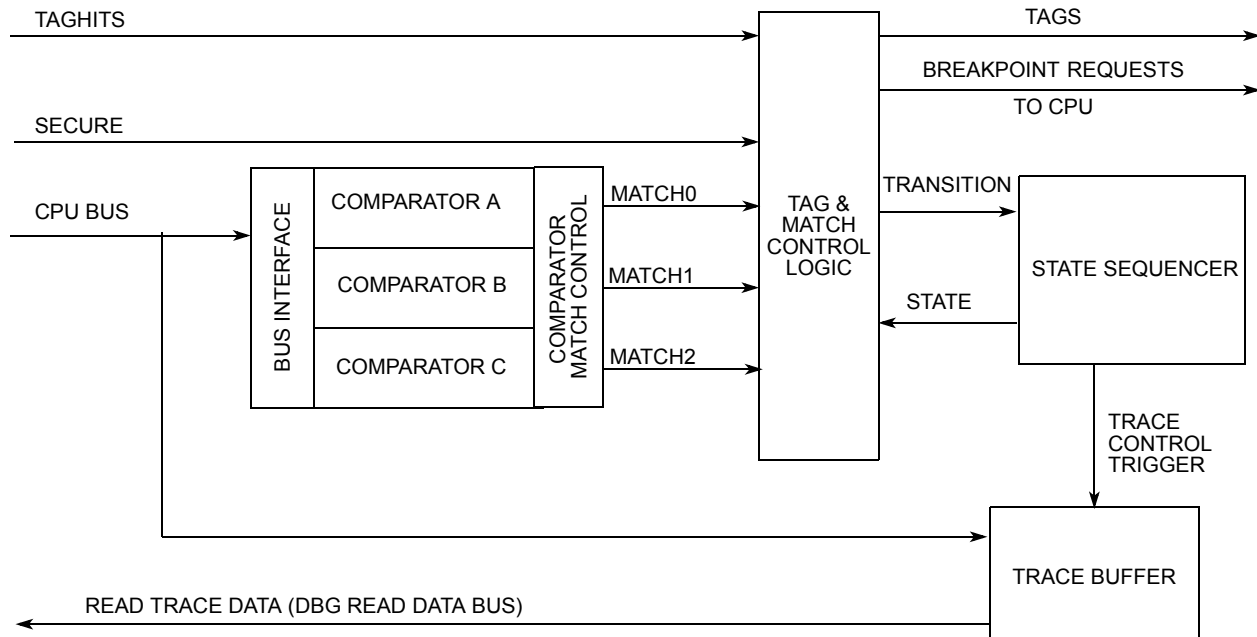 TAGHITS
TAGS
BREAKPOINT REQUESTS
TO CPU
SECURE
CPU BUS
BUS INTERFACE
COMPARATOR A
COMPARATOR B
COMPARATOR C
COMPARATOR
MATCH CONTROL
MATCH0
MATCH1
MATCH2
TAG &
MATCH
CONTROL
LOGIC
TRANSITION
STATE
STATE SEQUENCER
TRACE
CONTROL
TRIGGER
TRACE BUFFER
READ TRACE DATA (DBG READ DATA BUS)